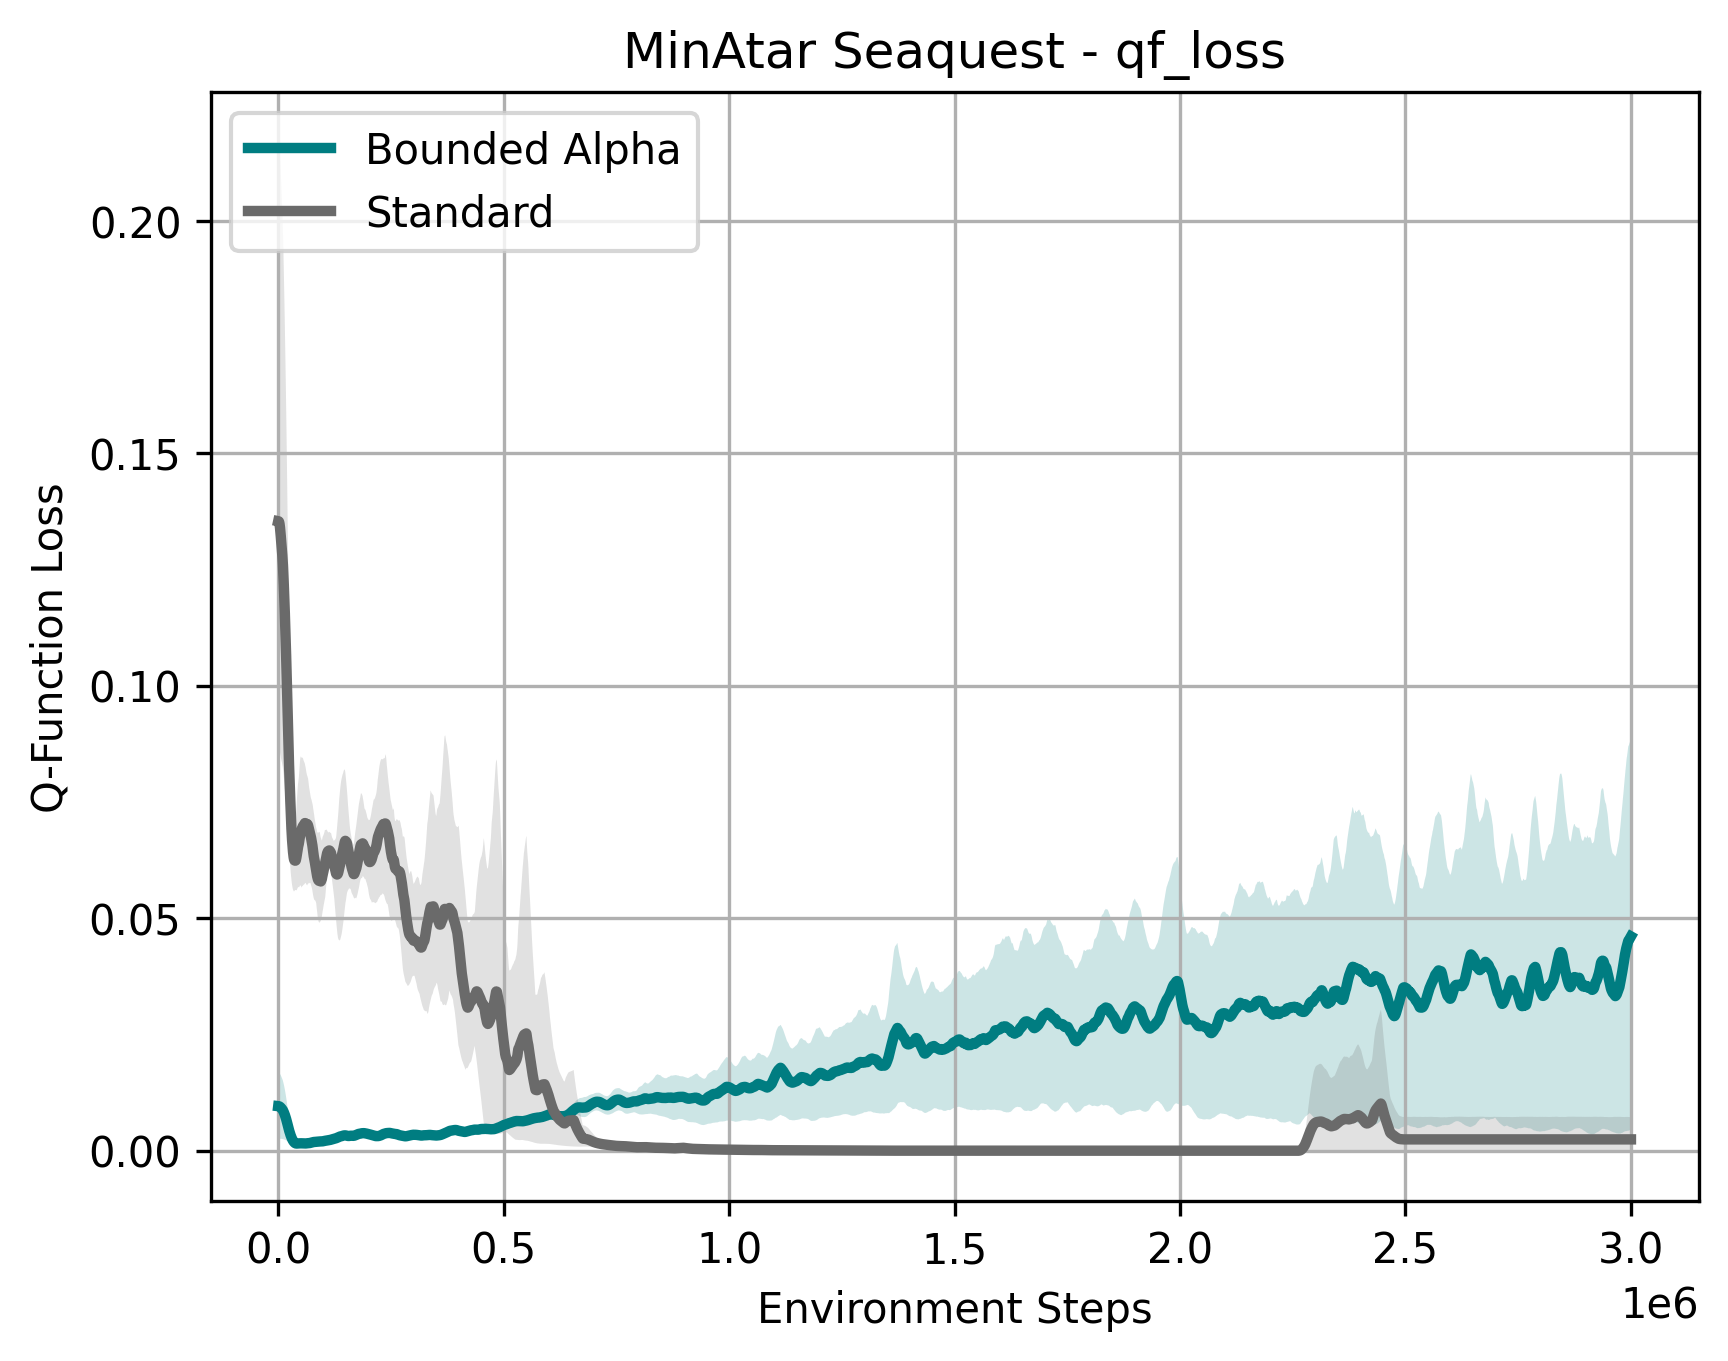 MinAtar Seaquest - qf_loss
Bounded Alpha
Standard
Q-Function Loss
0.20
0.15
0.10
0.05
0.00
0.0 0.5 1.0 1.5 2.0 2.5 3.0
1e6
Environment Steps